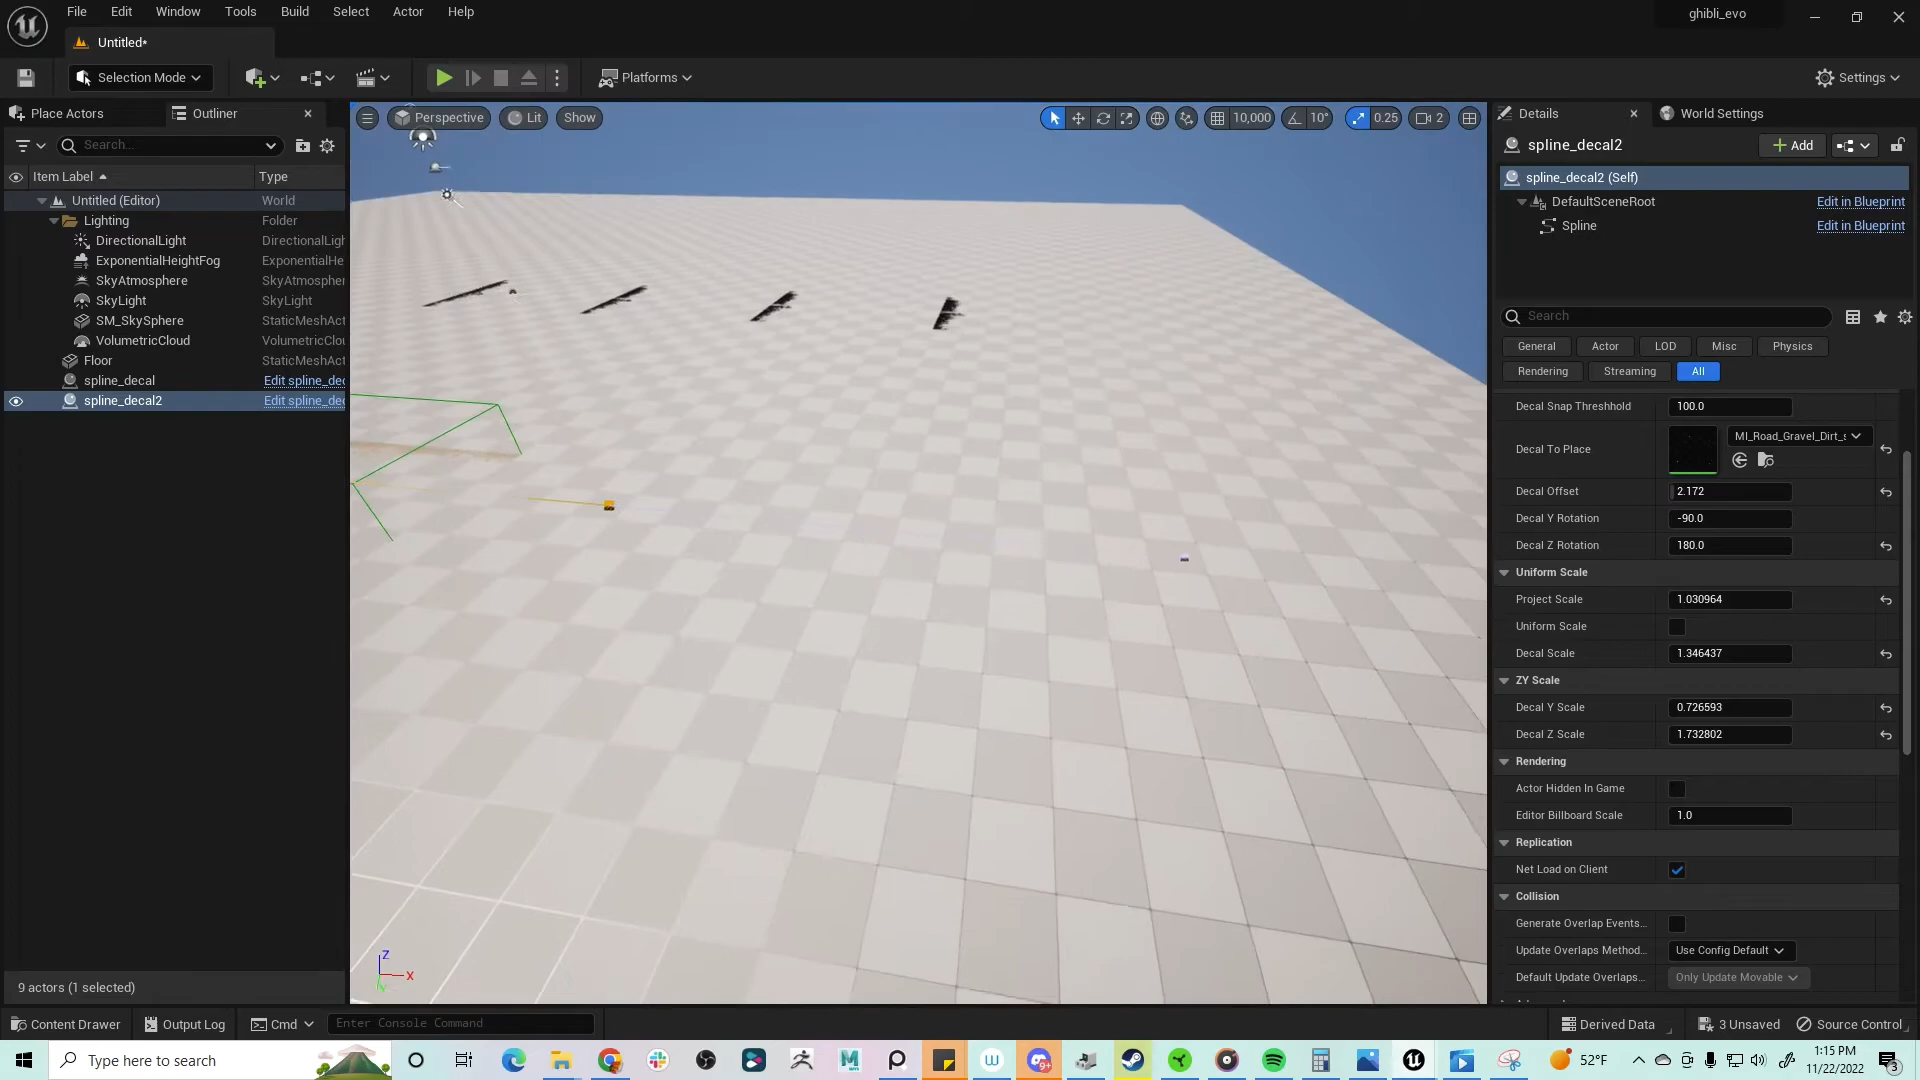 File Edit Window Tools Build Select Actor Help
ghibli_evo
Untitled*
Selection Mode
Platforms
Settings
Place Actors
Outliner
Perspective
Lit
Show
10,000
10°
0.25
2
Details
World Settings
Search...
spline_decal2
Add
Item Label
Type
spline_decal2 (Self)
Untitled (Editor)
World
DefaultSceneRoot
Edit in Blueprint
Lighting
Folder
Spline
Edit in Blueprint
DirectionalLight
DirectionalLigh
ExponentialHeightFog
ExponentialHe
SkyAtmosphere
SkyAtmospher
SkyLight
SkyLight
SM_SkySphere
StaticMeshAct
VolumetricCloud
VolumetricClou
Floor
StaticMeshAct
spline_decal
Edit spline_dec
spline_decal2
Edit spline_dec
Search
General
Actor
LOD
Misc
Physics
Rendering
Streaming
All
Decal Snap Threshhold
100.0
Decal To Place
MI_Road_Gravel_Dirt_s
Decal Offset
2.172
Decal Y Rotation
-90.0
Decal Z Rotation
180.0
Uniform Scale
Project Scale
1.030964
Uniform Scale
Decal Scale
1.346437
ZY Scale
Decal Y Scale
0.726593
Decal Z Scale
1.732802
Rendering
Actor Hidden In Game
Editor Billboard Scale
1.0
Replication
Net Load on Client
Collision
Generate Overlap Events...
Update Overlaps Method...
Use Config Default
Default Update Overlaps...
Only Update Movable
Z
X
Y
9 actors (1 selected)
Content Drawer
Output Log
Cmd
Enter Console Command
Derived Data
3 Unsaved
Source Control
Type here to search
9+
52°F
1:15 PM
11/22/2022
3